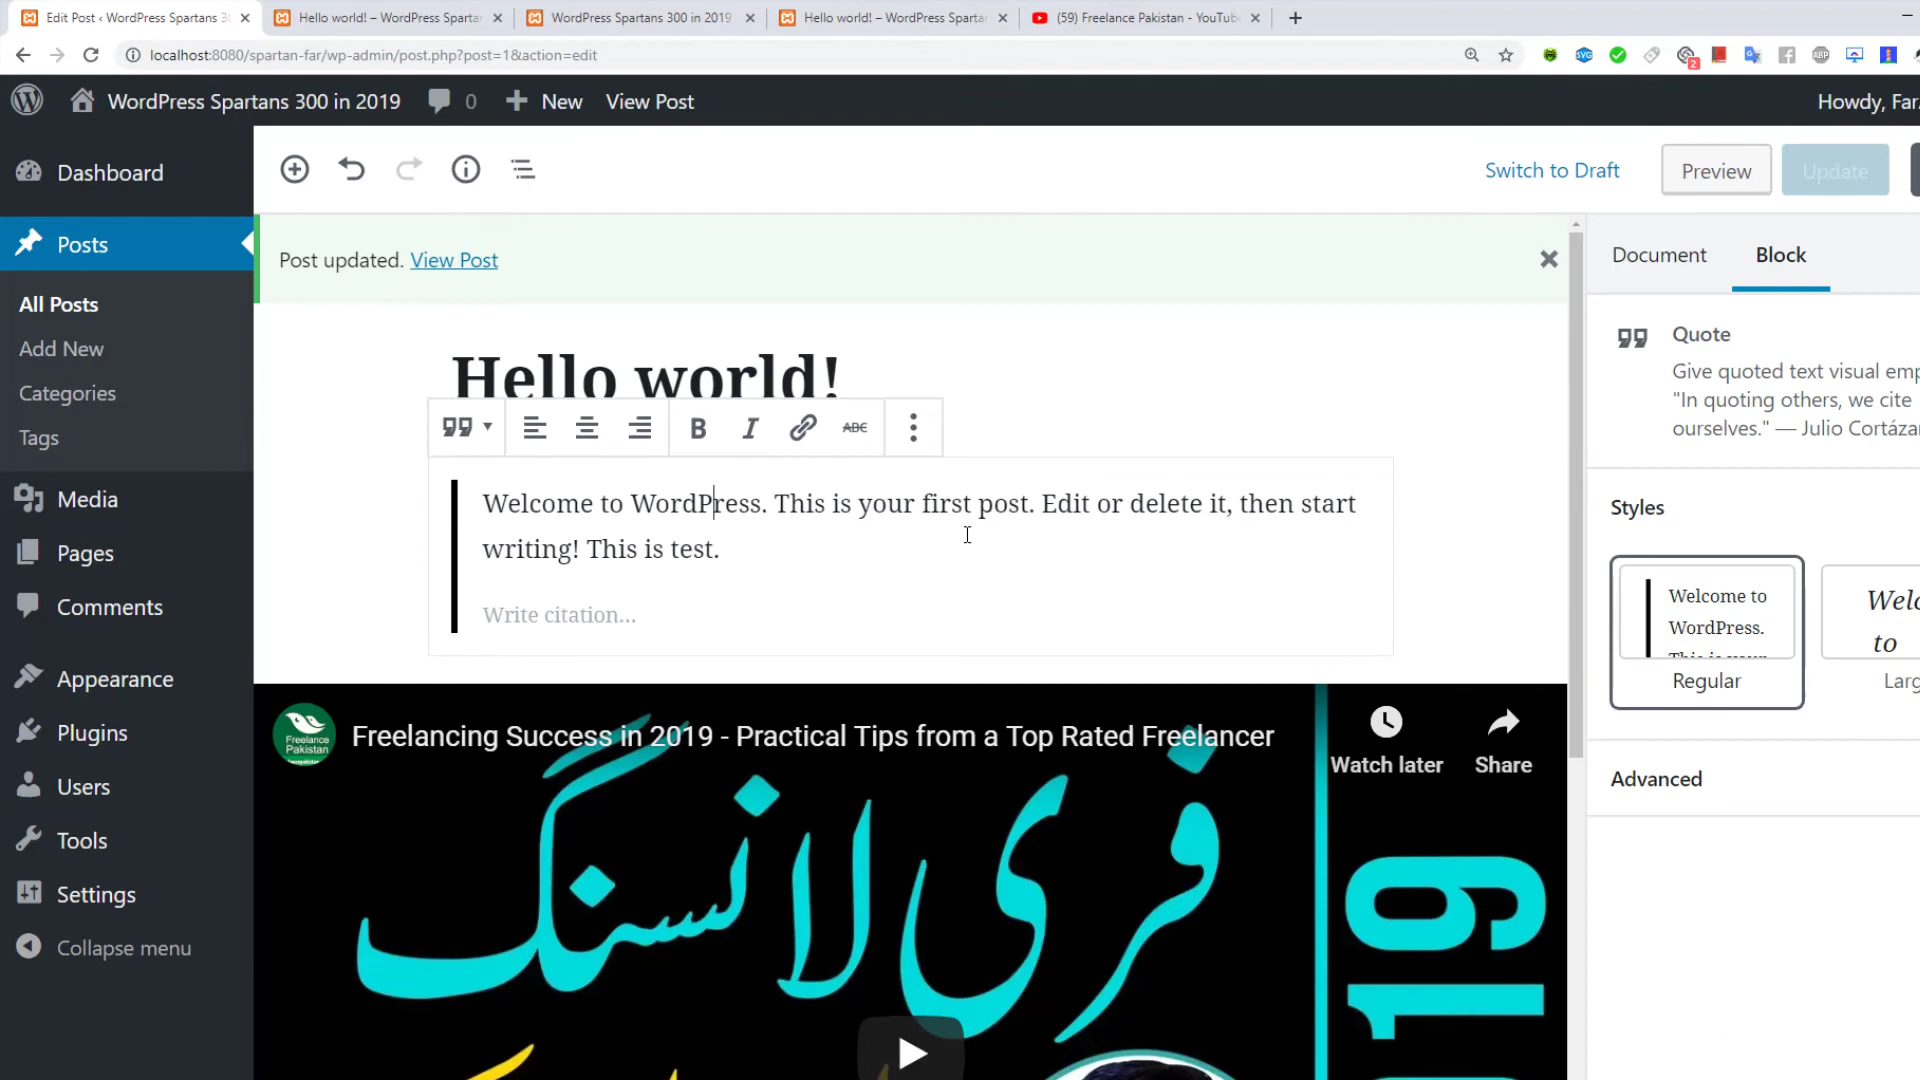 Edit Post ‹ WordPress Spartans 3
Hello world! – WordPress Sparta
WordPress Spartans 300 in 2019
Hello world! – WordPress Sparta
(59) Freelance Pakistan - YouTub
localhost:8080/spartan-far/wp-admin/post.php?post=1&action=edit
2
ABP
SVG
WordPress Spartans 300 in 2019
0
New
View Post
Howdy, Far
Dashboard
Posts
All Posts
Add New
Categories
Tags
Media
Pages
Comments
Appearance
Plugins
Users
Tools
Settings
Collapse menu
Switch to Draft
Preview
Update
Post updated. View Post
Hello world!
B I ABC
Welcome to WordPress. This is your first post. Edit or delete it, then start
writing! This is test.
Write citation...
Freelance
Pakistan
Freelancing Success in 2019 - Practical Tips from a Top Rated Freelancer
Watch later
Share
فری لانسنگ
19
Document
Block
Quote
Give quoted text visual emp
"In quoting others, we cite
ourselves." — Julio Cortáza
Styles
Welcome to
WordPress.
This is your
Regular
Welc
to
Larg
Advanced